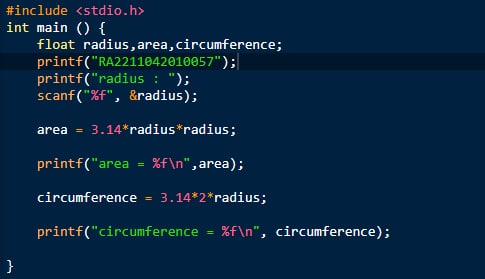 #include <stdio.h>
int main () {
    float radius,area,circumference;
    printf("RA2211042010057");
    printf("radius : ");
    scanf("%f", &radius);

    area = 3.14*radius*radius;

    printf("area = %f\n",area);

    circumference = 3.14*2*radius;

    printf("circumference = %f\n", circumference);

}